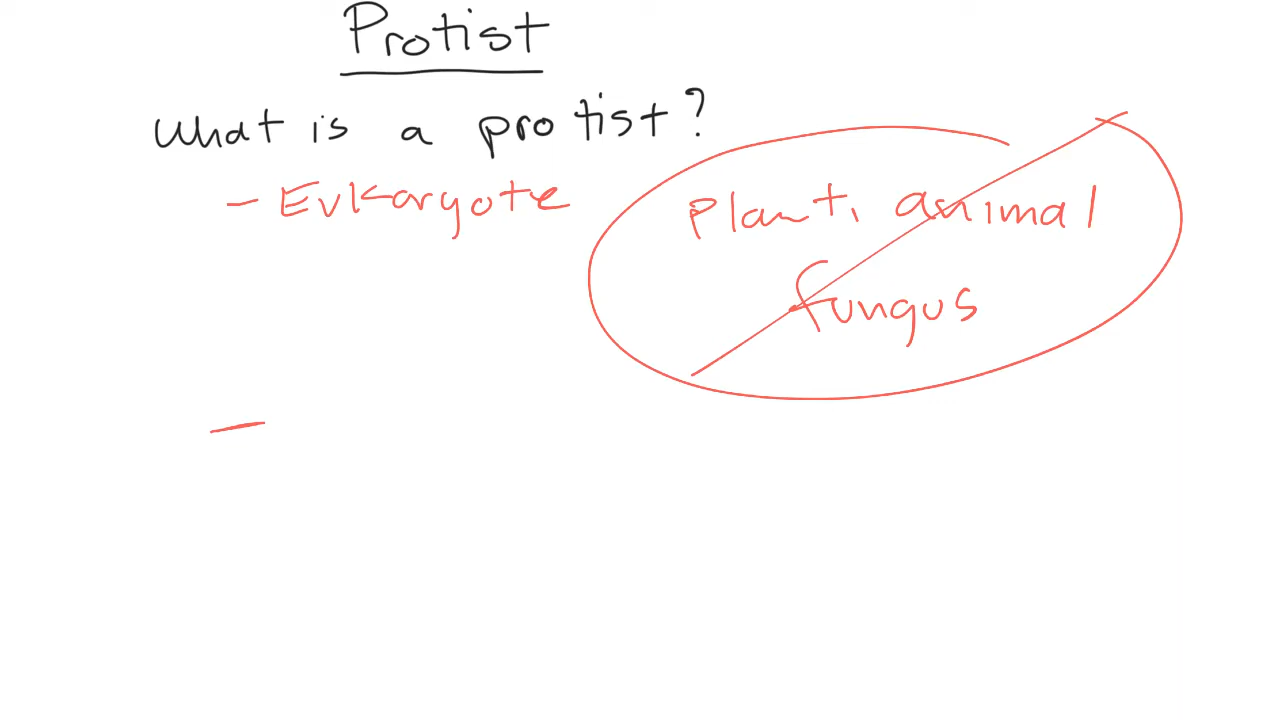 Protist
What is a protist?
- Eukaryote
Plant, animal
fungus
-